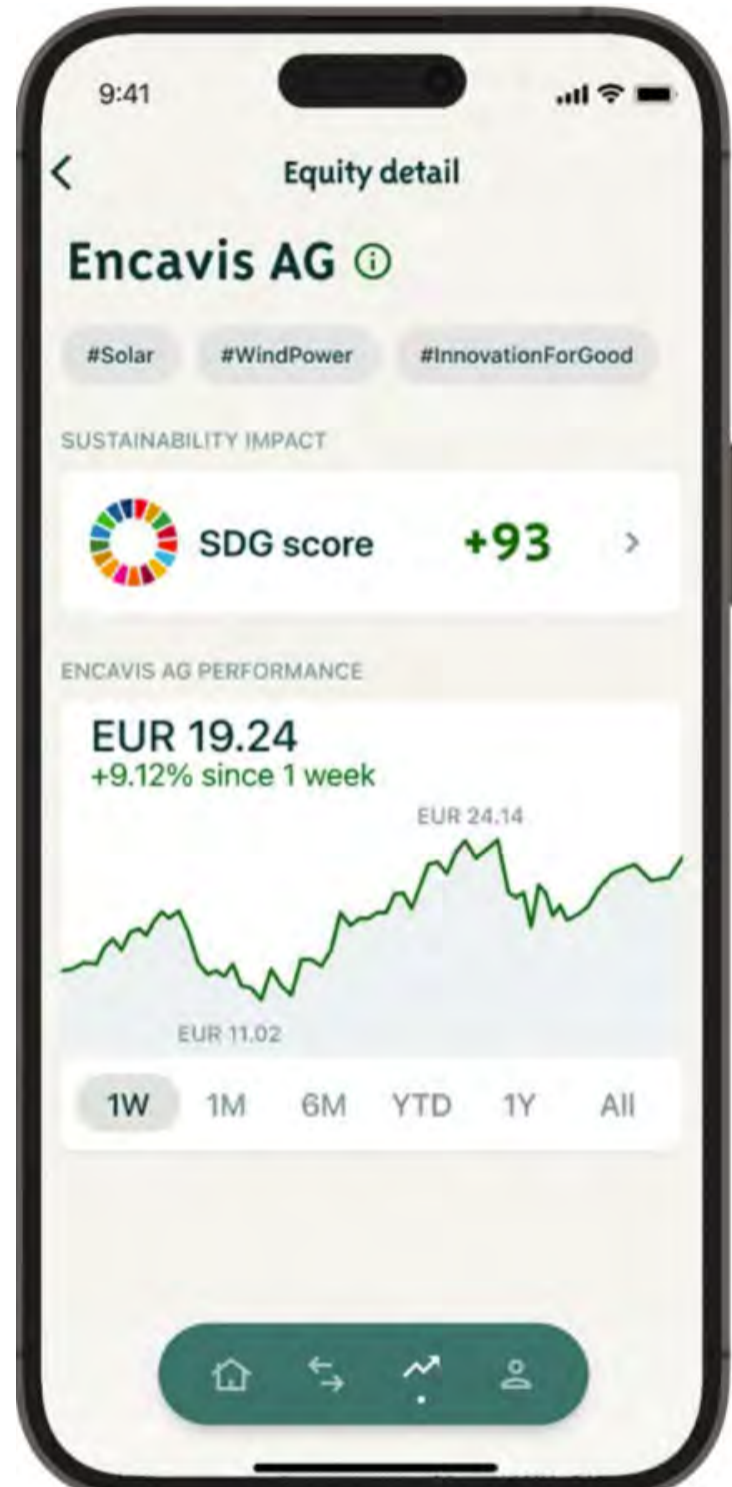 9:41
Equity detail
Encavis AG
#Solar #WindPower #InnovationForGood
SUSTAINABILITY IMPACT
SDG score +93
ENCAVIS AG PERFORMANCE
EUR 19.24
+9.12% since 1 week
EUR 24.14
EUR 11.02
1W 1M 6M YTD 1Y All